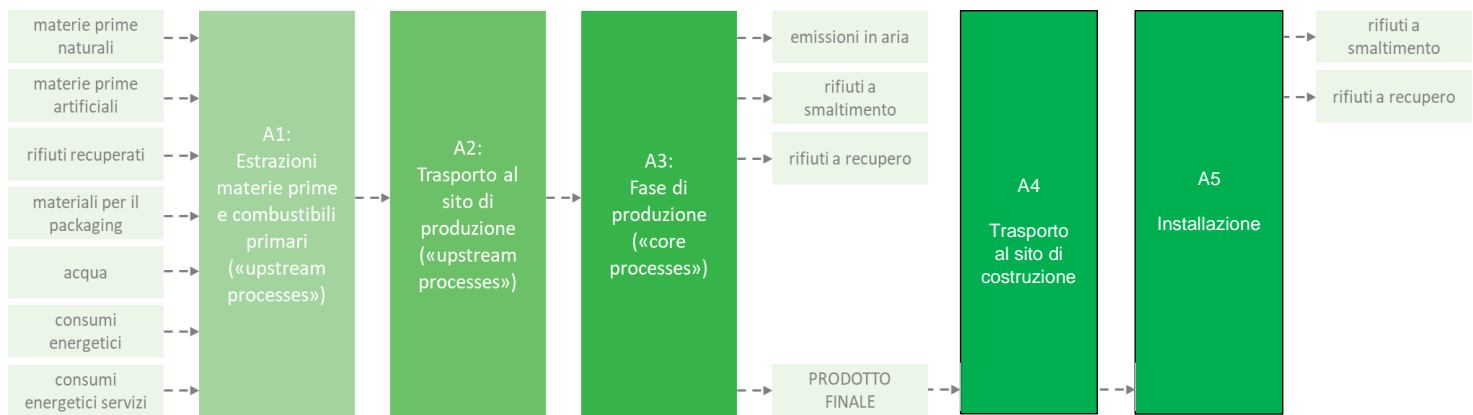 materie prime
naturali
materie prime
artificiali
rifiuti recuperati
materiali per il
packaging
acqua
consumi
energetici
consumi
energetici servizi
A1:
Estrazioni
materie prime
e combustibili
primari
(«upstream
processes»)
A2:
Trasporto al
sito di
produzione
(«upstream
processes»)
A3:
Fase di
produzione
(«core
processes»)
emissioni in aria
rifiuti a
smaltimento
rifiuti a recupero
PRODOTTO
FINALE
A4
Trasporto
al sito di
costruzione
A5
Installazione
rifiuti a
smaltimento
rifiuti a recupero